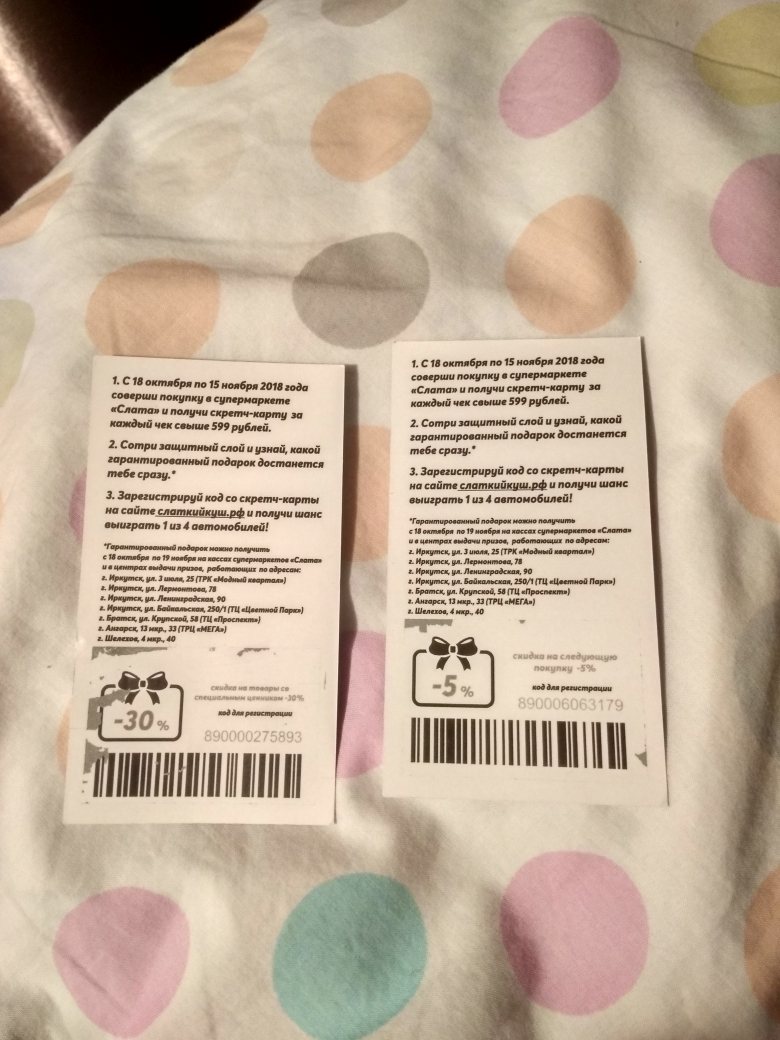 1. С 18 октября по 15 ноября 2018 года
соверши покупку в супермаркете
«Слата» и получи скретч-карту за
каждый чек свыше 599 рублей.
2. Сотри защитный слой и узнай, какой
гарантированный подарок достанется
тебе сразу.*
3. Зарегистрируй код со скретч-карты
на сайте слаткийкуш.рф и получи шанс
выиграть 1 из 4 автомобилей!
*Гарантированный подарок можно получить
с 18 октября по 19 ноября на кассах супермаркетов «Слата»
и в центрах выдачи призов, работающих по адресам:
г. Иркутск, ул. 3 июля, 25 (ТРК «Модный квартал»)
г. Иркутск, ул. Лермонтова, 78
г. Иркутск, ул. Ленинградская, 90
г. Иркутск, ул. Байкальская, 250/1 (ТЦ «Цветной Парк»)
г. Братск, ул. Крупской, 58 (ТЦ «Проспект»)
г. Ангарск, 13 мкр., 33 (ТРЦ «МЕГА»)
г. Шелехов, 4 мкр., 40
скидка на товары со
специальным ценником -30%
-30 %
код для регистрации
890000275893
1. С 18 октября по 15 ноября 2018 года
соверши покупку в супермаркете
«Слата» и получи скретч-карту за
каждый чек свыше 599 рублей.
2. Сотри защитный слой и узнай, какой
гарантированный подарок достанется
тебе сразу.*
3. Зарегистрируй код со скретч-карты
на сайте слаткийкуш.рф и получи шанс
выиграть 1 из 4 автомобилей!
*Гарантированный подарок можно получить
с 18 октября по 19 ноября на кассах супермаркетов «Слата»
и в центрах выдачи призов, работающих по адресам:
г. Иркутск, ул. 3 июля, 25 (ТРК «Модный квартал»)
г. Иркутск, ул. Лермонтова, 78
г. Иркутск, ул. Ленинградская, 90
г. Иркутск, ул. Байкальская, 250/1 (ТЦ «Цветной Парк»)
г. Братск, ул. Крупской, 58 (ТЦ «Проспект»)
г. Ангарск, 13 мкр., 33 (ТРЦ «МЕГА»)
г. Шелехов, 4 мкр., 40
скидка на следующую
покупку -5%
-5 %
код для регистрации
890006063179